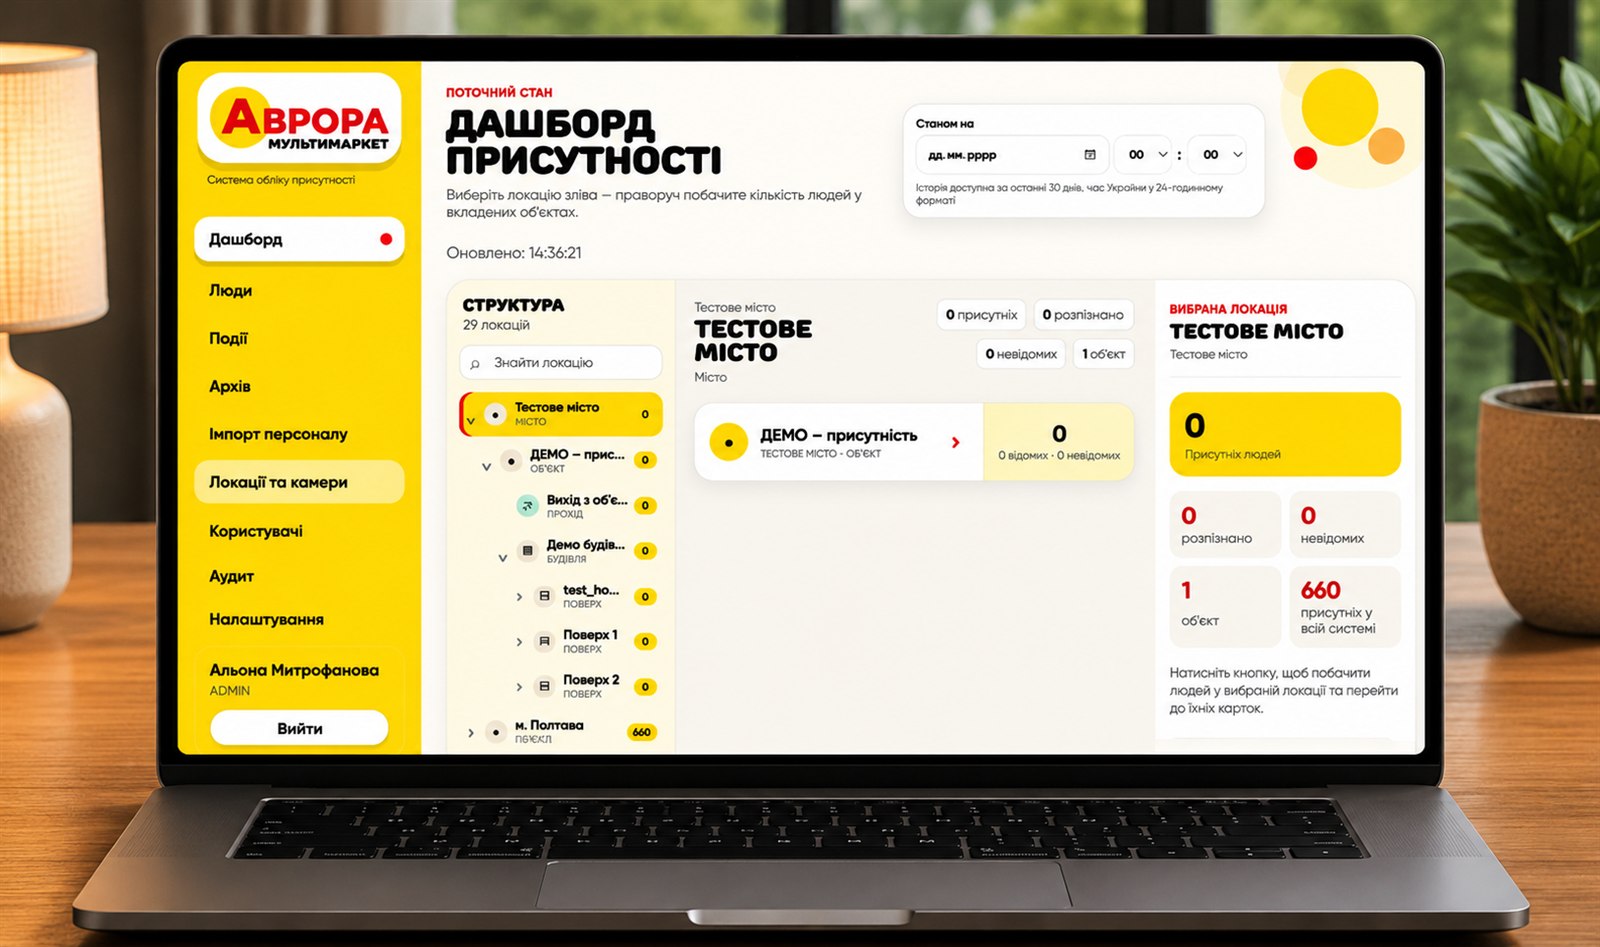 АВРОРА
МУЛЬТИМАРКЕТ
Система обліку присутності
Дашборд
Люди
Події
Архів
Імпорт персоналу
Локації та камери
Користувачі
Аудит
Налаштування
Альона Митрофанова
ADMIN
Вийти
ПОТОЧНИЙ СТАН
ДАШБОРД
ПРИСУТНОСТІ
Виберіть локацію зліва — праворуч побачите кількість людей у
вкладених об'єктах.
Оновлено: 14:36:21
Станом на
дд.мм.рррр
00 : 00
Історія доступна за останні 30 днів, час України у 24-годинному
форматі
СТРУКТУРА
29 локацій
Знайти локацію
Тестове місто 0
МІСТО
ДЕМО – прис... 0
ОБ'ЄКТ
Вихід з об'є... 0
ПРОХІД
Демо будів... 0
БУДІВЛЯ
test_ho... 0
ПОВЕРХ
Поверх 1 0
ПОВЕРХ
Поверх 2 0
ПОВЕРХ
м. Полтава 660
Тестове місто
ТЕСТОВЕ
МІСТО
Місто
0 присутніх 0 розпізнано
0 невідомих 1 об'єкт
ДЕМО – присутність
ТЕСТОВЕ МІСТО · ОБ'ЄКТ
0
0 відомих · 0 невідомих
ВИБРАНА ЛОКАЦІЯ
ТЕСТОВЕ МІСТО
Тестове місто
0
Присутніх людей
0 розпізнано
0 невідомих
1 об'єкт
660
присутніх у
всій системі
Натисніть кнопку, щоб побачити
людей у вибраній локації та перейти
до їхніх карток.